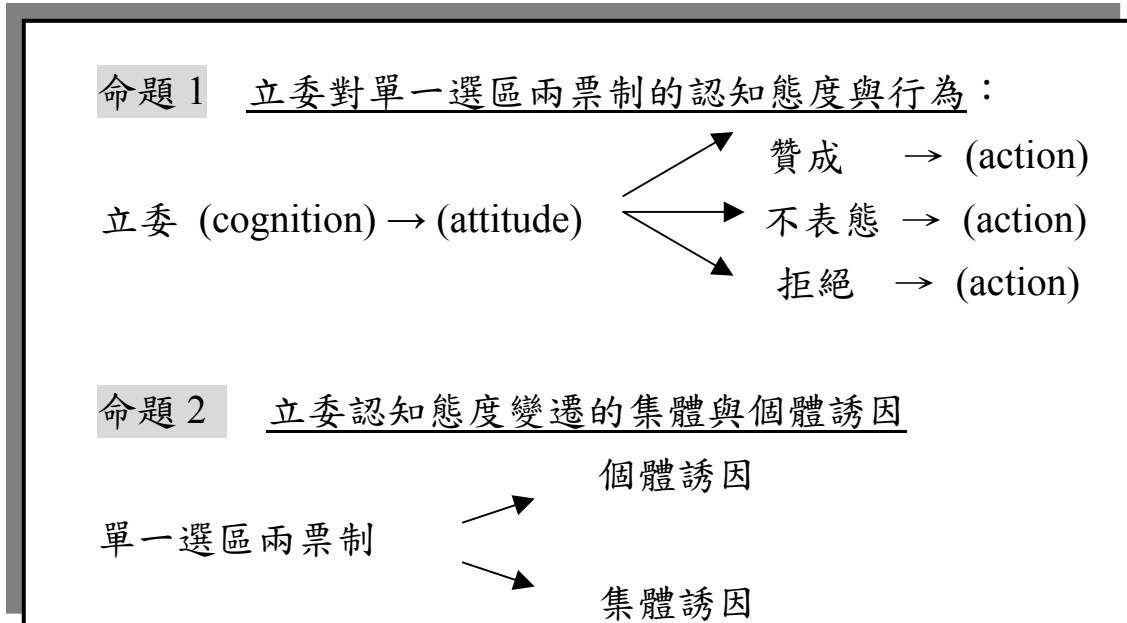 命題 1 立委對單一選區兩票制的認知態度與行為：
贊成 → (action)
立委 (cognition) → (attitude) 不表態 → (action)
拒絕 → (action)
命題 2 立委認知態度變遷的集體與個體誘因
個體誘因
單一選區兩票制
集體誘因